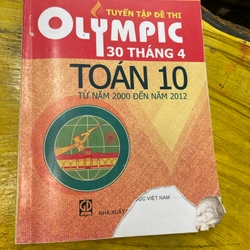 TUYỂN TẬP ĐỀ THI
OLYMPIC
30 THÁNG 4
TOÁN 10
TỪ NĂM 2000 ĐẾN NĂM 2012
ỤC VIỆT NAM
NHÀ XUẤT